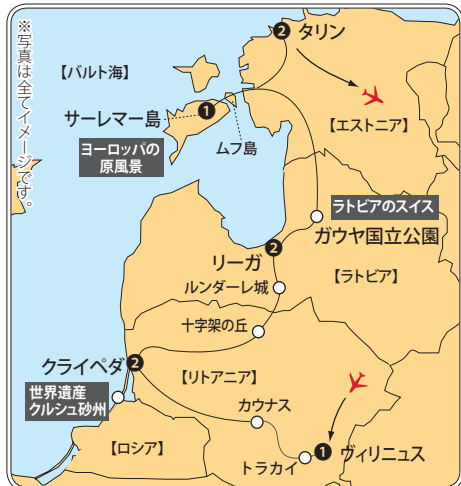 ※写真は全てイメージです。
❷ タリン
【バルト海】
サーレマー島 ❶
ヨーロッパの
原風景
ムフ島
【エストニア】
ラトビアのスイス
ガウヤ国立公園
❷
リーガ
【ラトビア】
ルンダーレ城
十字架の丘
クライペダ ❷
【リトアニア】
世界遺産
クルシュ砂州
カウナス
【ロシア】
❶ ヴィリニュス
トラカイ